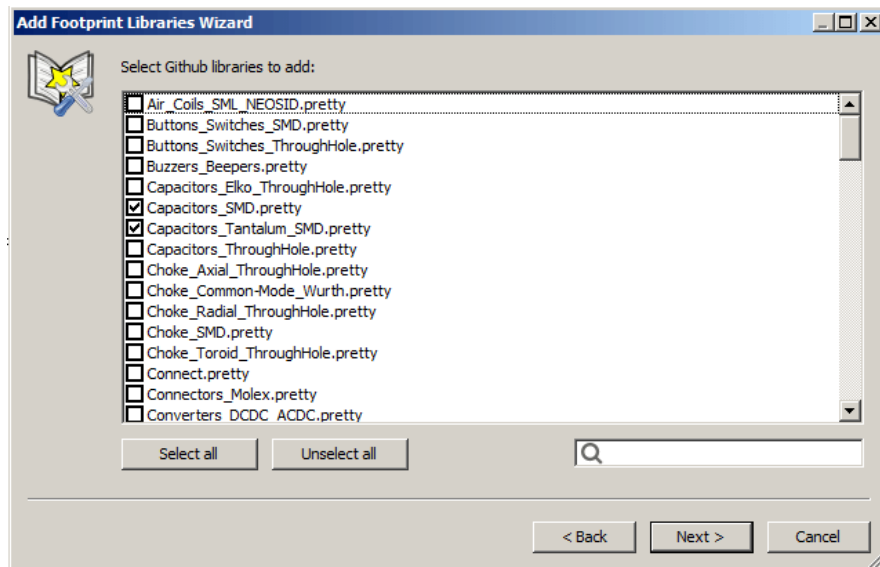 Add Footprint Libraries Wizard
Select Github libraries to add:
Air_Coils_SML_NEOSID.pretty
Buttons_Switches_SMD.pretty
Buttons_Switches_ThroughHole.pretty
Buzzers_Beepers.pretty
Capacitors_Elko_ThroughHole.pretty
Capacitors_SMD.pretty
Capacitors_Tantalum_SMD.pretty
Capacitors_ThroughHole.pretty
Choke_Axial_ThroughHole.pretty
Choke_Common-Mode_Wurth.pretty
Choke_Radial_ThroughHole.pretty
Choke_SMD.pretty
Choke_Toroid_ThroughHole.pretty
Connect.pretty
Connectors_Molex.pretty
Converters_DCDC_ACDC.pretty
Select all Unselect all
< Back Next > Cancel